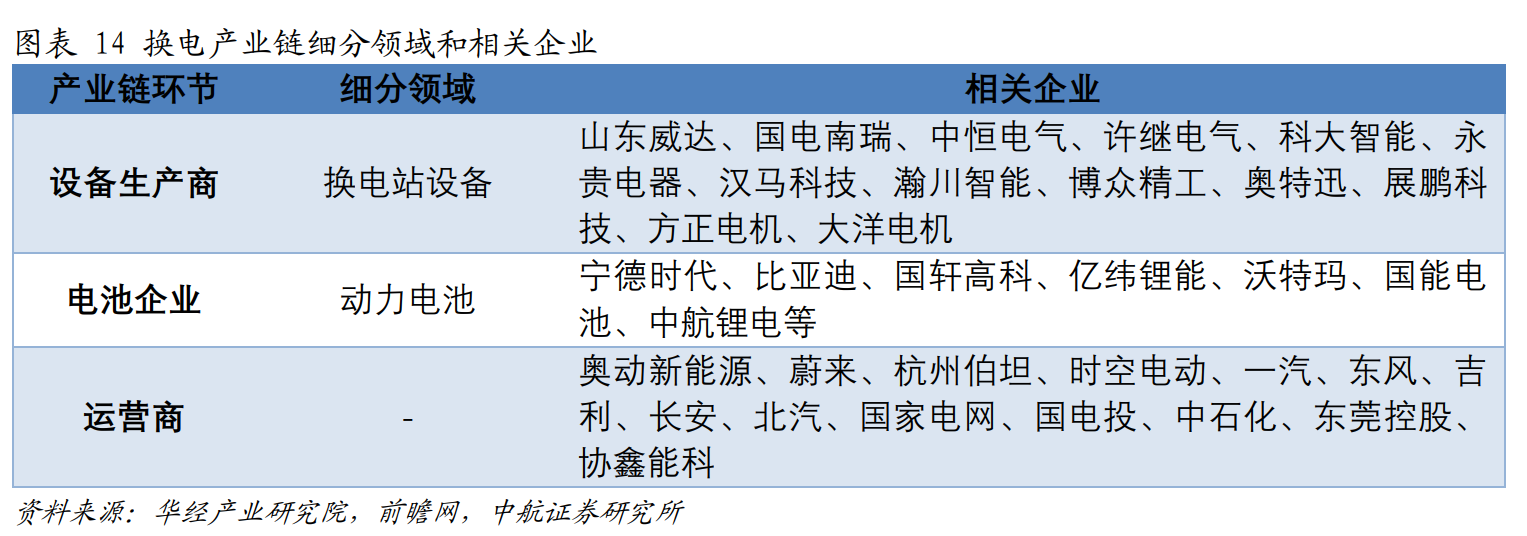 图表 14 换电产业链细分领域和相关企业
产业链环节 细分领域 相关企业
设备生产商 换电站设备 山东威达、国电南瑞、中恒电气、许继电气、科大智能、永
贵电器、汉马科技、瀚川智能、博众精工、奥特迅、展鹏科
技、方正电机、大洋电机
电池企业 动力电池 宁德时代、比亚迪、国轩高科、亿纬锂能、沃特玛、国能电
池、中航锂电等
运营商 - 奥动新能源、蔚来、杭州伯坦、时空电动、一汽、东风、吉
利、长安、北汽、国家电网、国电投、中石化、东莞控股、
协鑫能科
资料来源：华经产业研究院，前瞻网，中航证券研究所